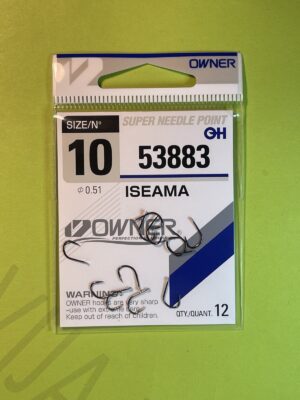 OWNER
SIZE/Nº
SUPER NEEDLE POINT
10
53883
⌀0.51
ISEAMA
OWNER
WARNING:
OWNER hooks are very sharp
-use with extreme care.
Keep out of reach of children.
QTY./QUANT. 12